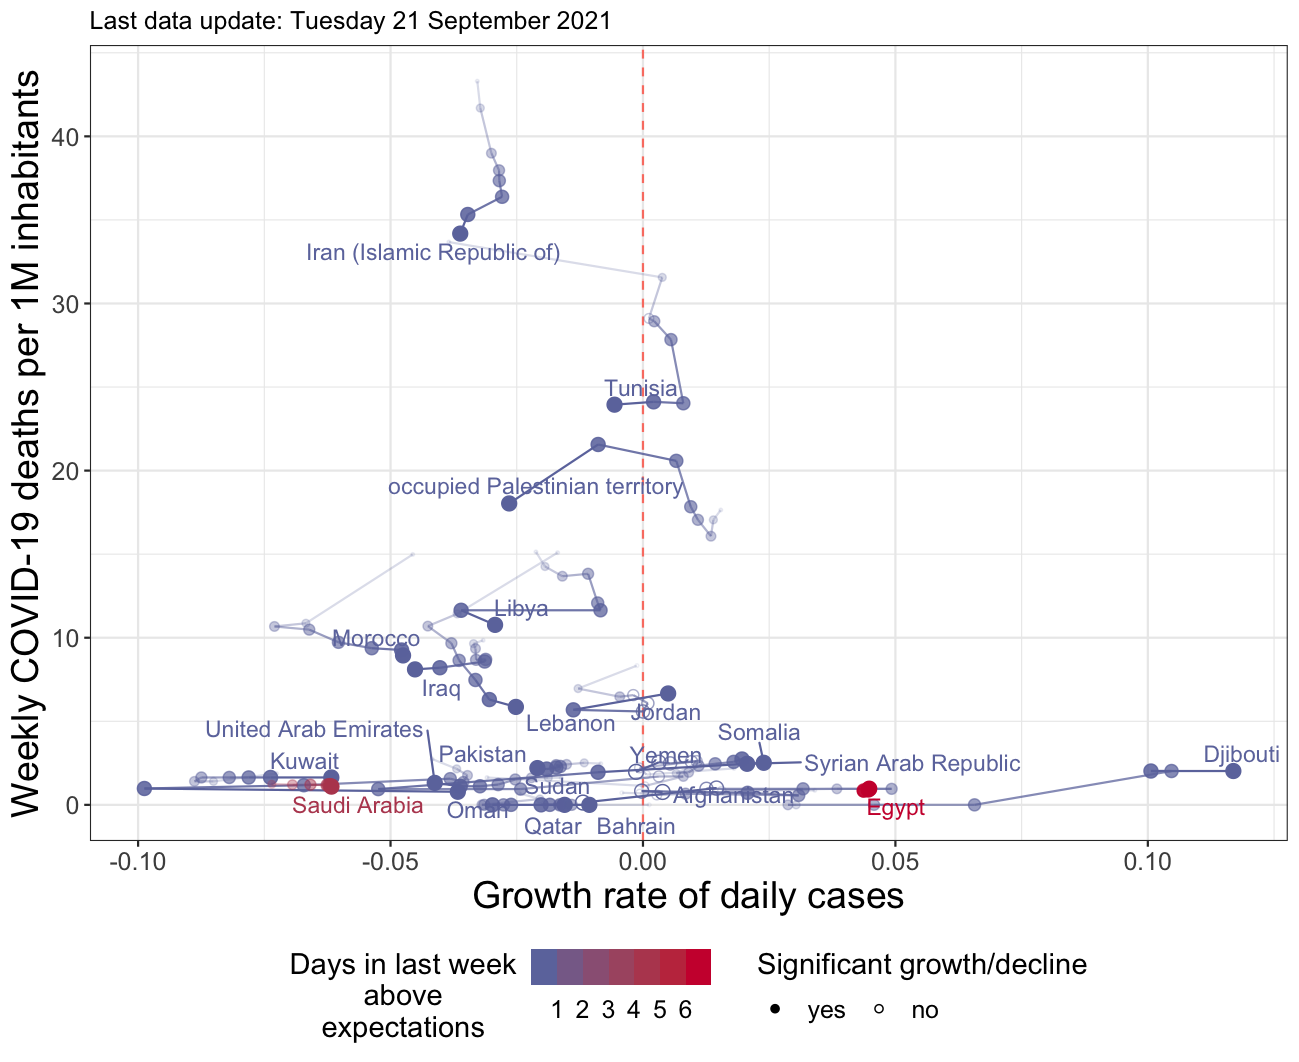 Last data update: Tuesday 21 September 2021
Weekly COVID-19 deaths per 1M inhabitants
40
30
20
10
0
Iran (Islamic Republic of)
Tunisia
occupied Palestinian territory
Libya
Morocco
Iraq
Lebanon
Jordan
United Arab Emirates
Somalia
Pakistan
Yemen
Kuwait
Syrian Arab Republic
Djibouti
Sudan
Afghanistan
Saudi Arabia
Oman
Egypt
Qatar
Bahrain
-0.10
-0.05
0.00
0.05
0.10
Growth rate of daily cases
Days in last week
above
expectations
1 2 3 4 5 6
Significant growth/decline
yes
no